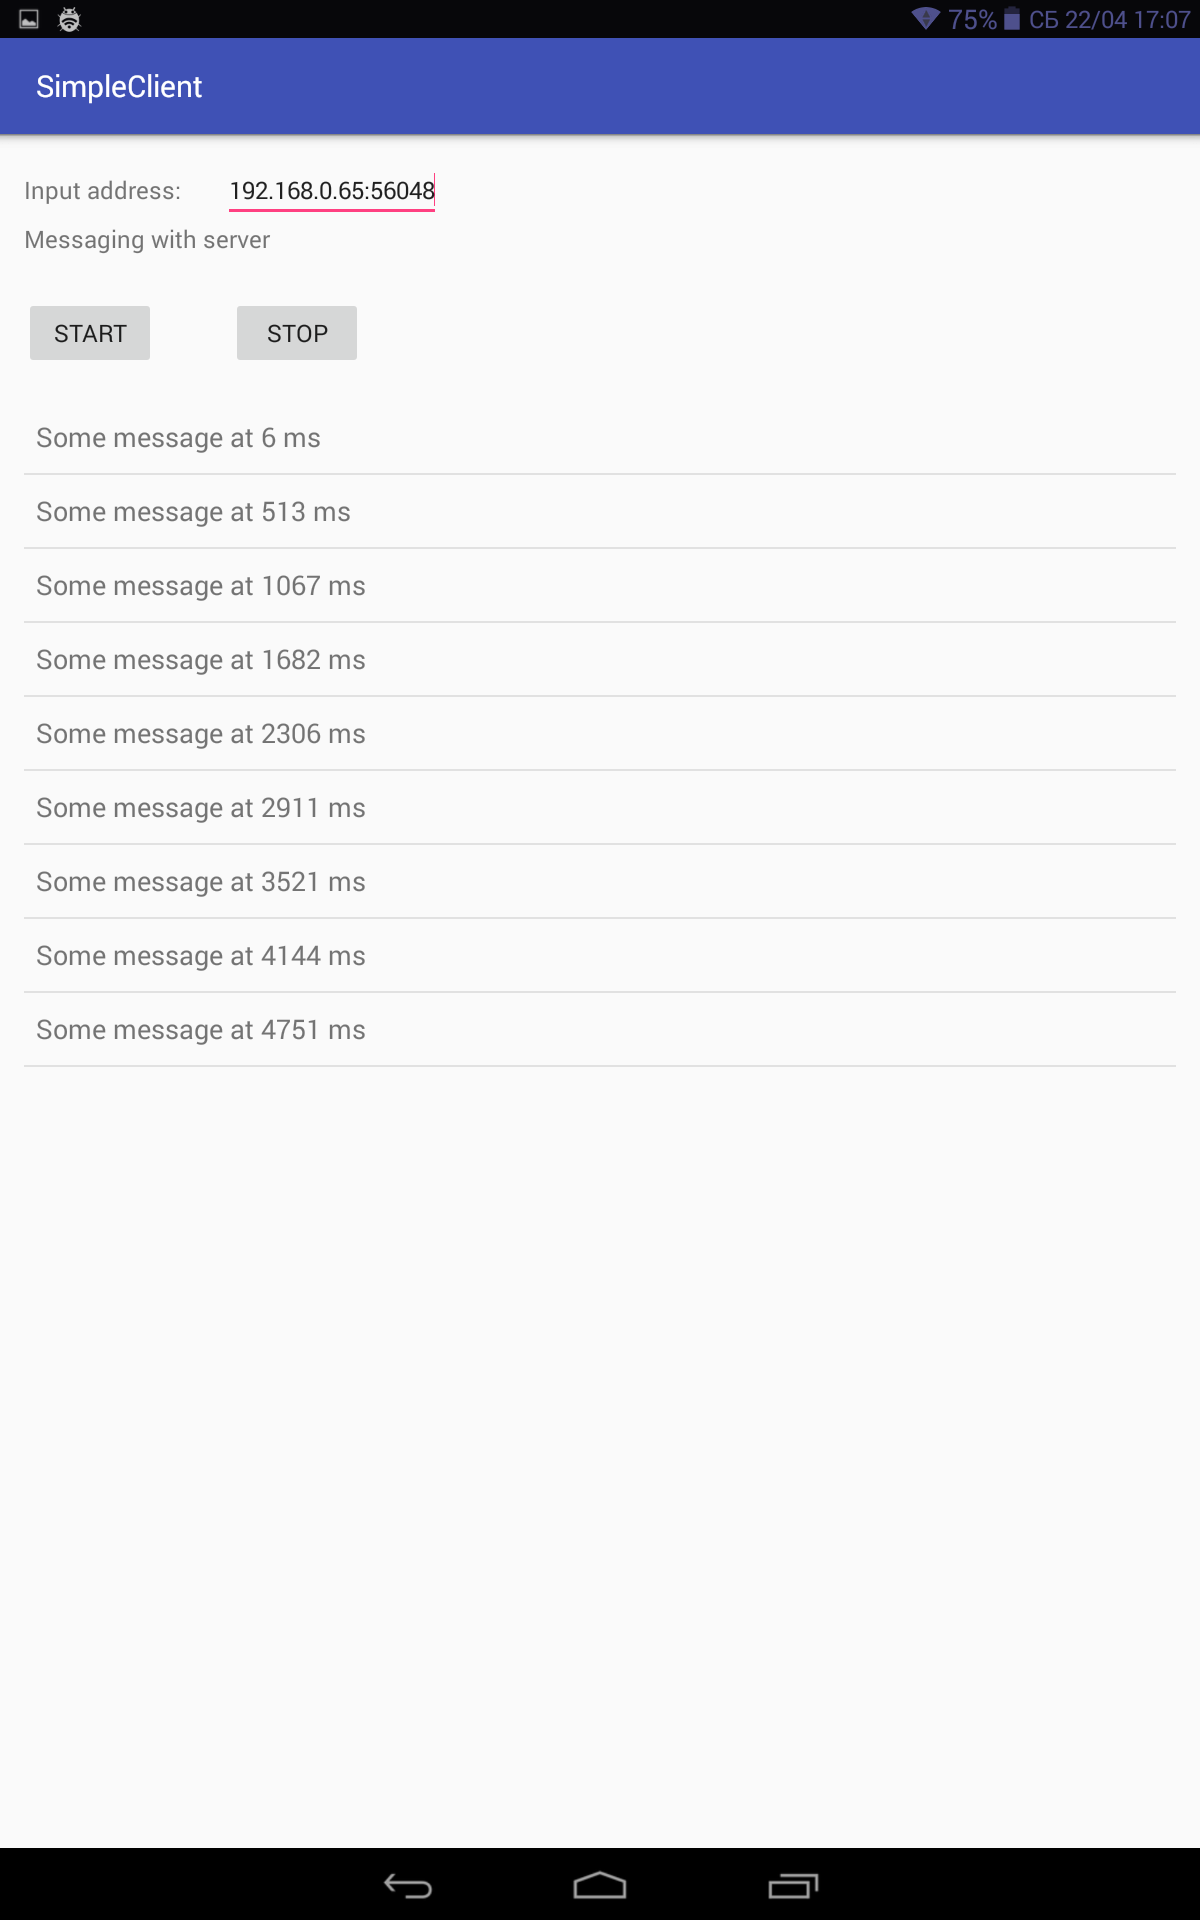 75% СБ 22/04 17:07
SimpleClient
Input address: 192.168.0.65:56048
Messaging with server
START STOP
Some message at 6 ms
Some message at 513 ms
Some message at 1067 ms
Some message at 1682 ms
Some message at 2306 ms
Some message at 2911 ms
Some message at 3521 ms
Some message at 4144 ms
Some message at 4751 ms